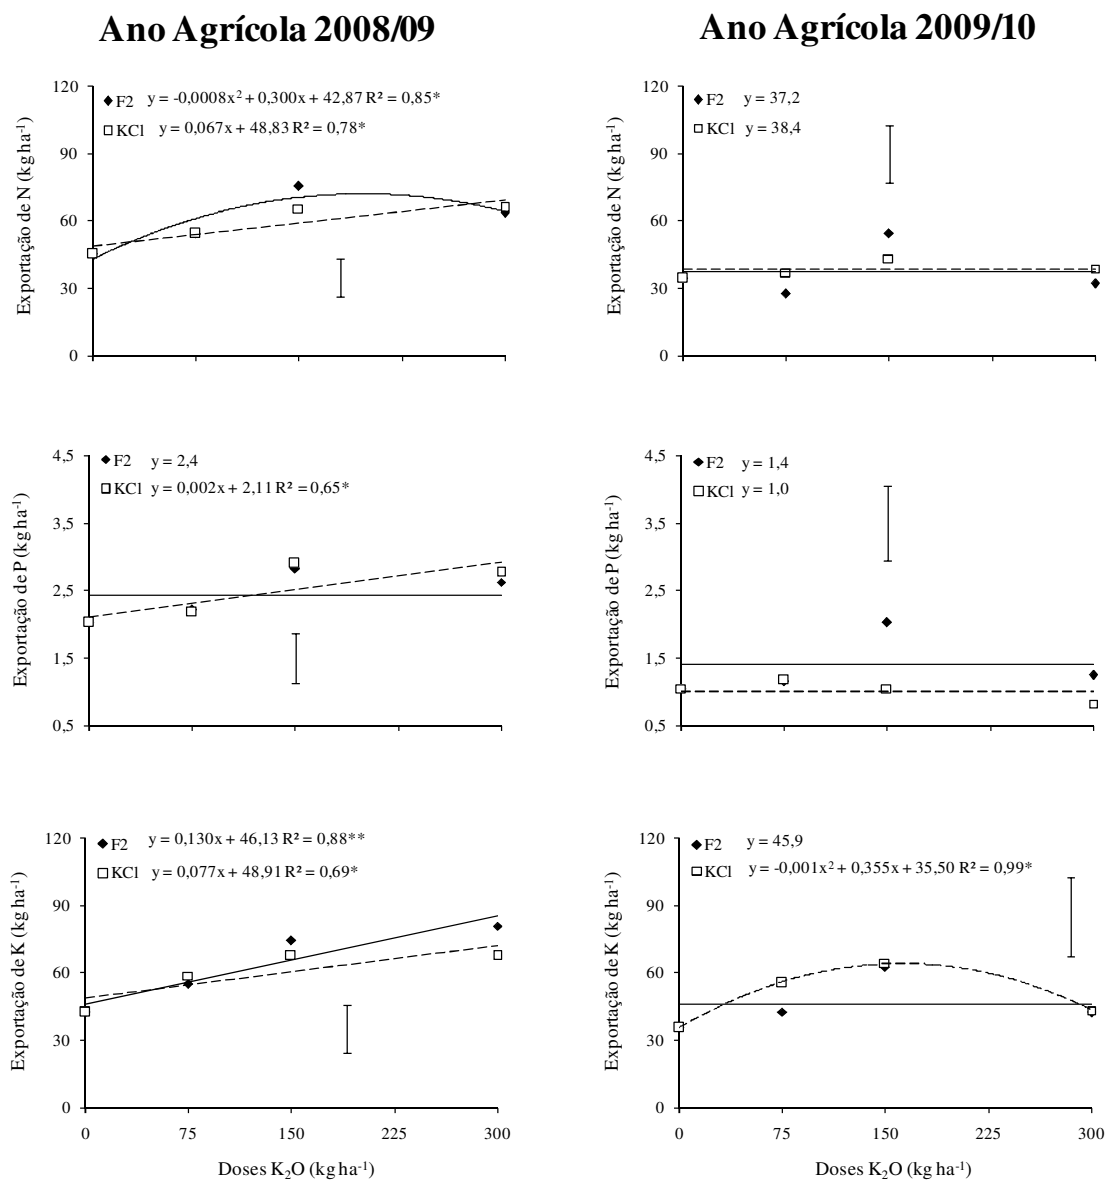 Ano Agrícola 2008/09
Ano Agrícola 2009/10
Exportação de N (kg ha⁻¹)
120
90
60
30
0
F2 y = -0,0008x² + 0,300x + 42,87 R² = 0,85*
KCl y = 0,067x + 48,83 R² = 0,78*
Exportação de N (kg ha⁻¹)
120
90
60
30
0
F2 y = 37,2
KCl y = 38,4
Exportação de P (kg ha⁻¹)
4,5
3,5
2,5
1,5
0,5
F2 y = 2,4
KCl y = 0,002x + 2,11 R² = 0,65*
Exportação de P (kg ha⁻¹)
4,5
3,5
2,5
1,5
0,5
F2 y = 1,4
KCl y = 1,0
Exportação de K (kg ha⁻¹)
120
90
60
30
0
F2 y = 0,130x + 46,13 R² = 0,88**
KCl y = 0,077x + 48,91 R² = 0,69*
0 75 150 225 300
Doses K₂O (kg ha⁻¹)
Exportação de K (kg ha⁻¹)
120
90
60
30
0
F2 y = 45,9
KCl y = -0,001x² + 0,355x + 35,50 R² = 0,99*
0 75 150 225 300
Doses K₂O (kg ha⁻¹)